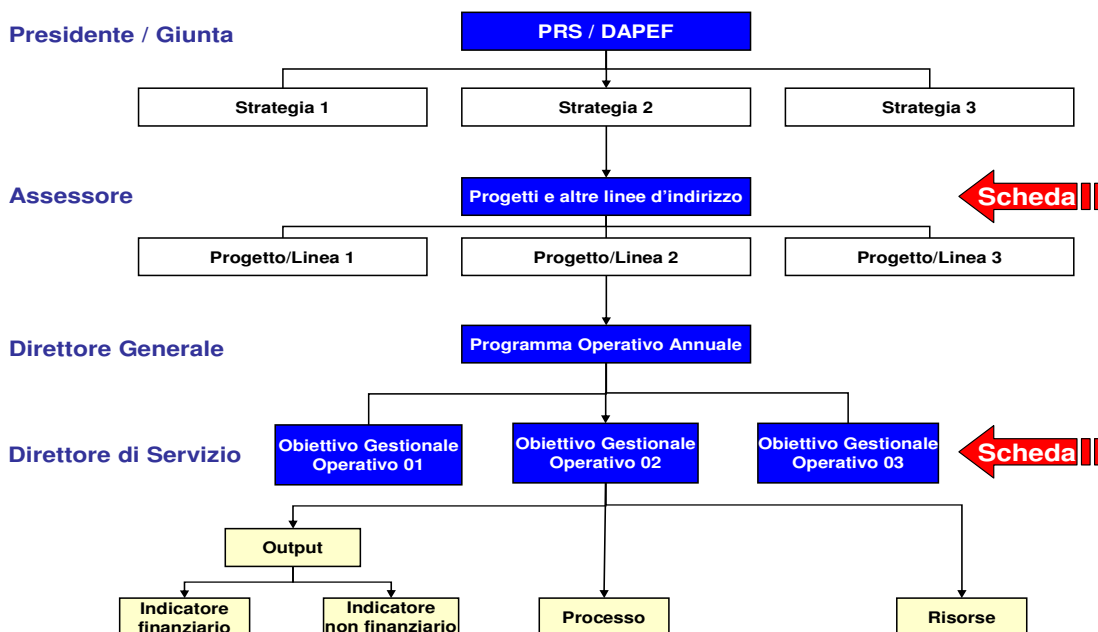 Presidente / Giunta
PRS / DAPEF
Strategia 1
Strategia 2
Strategia 3
Assessore
Progetti e altre linee d'indirizzo
Scheda
Progetto/Linea 1
Progetto/Linea 2
Progetto/Linea 3
Direttore Generale
Programma Operativo Annuale
Direttore di Servizio
Obiettivo Gestionale
Operativo 01
Obiettivo Gestionale
Operativo 02
Obiettivo Gestionale
Operativo 03
Scheda
Output
Indicatore
finanziario
Indicatore
non finanziario
Processo
Risorse